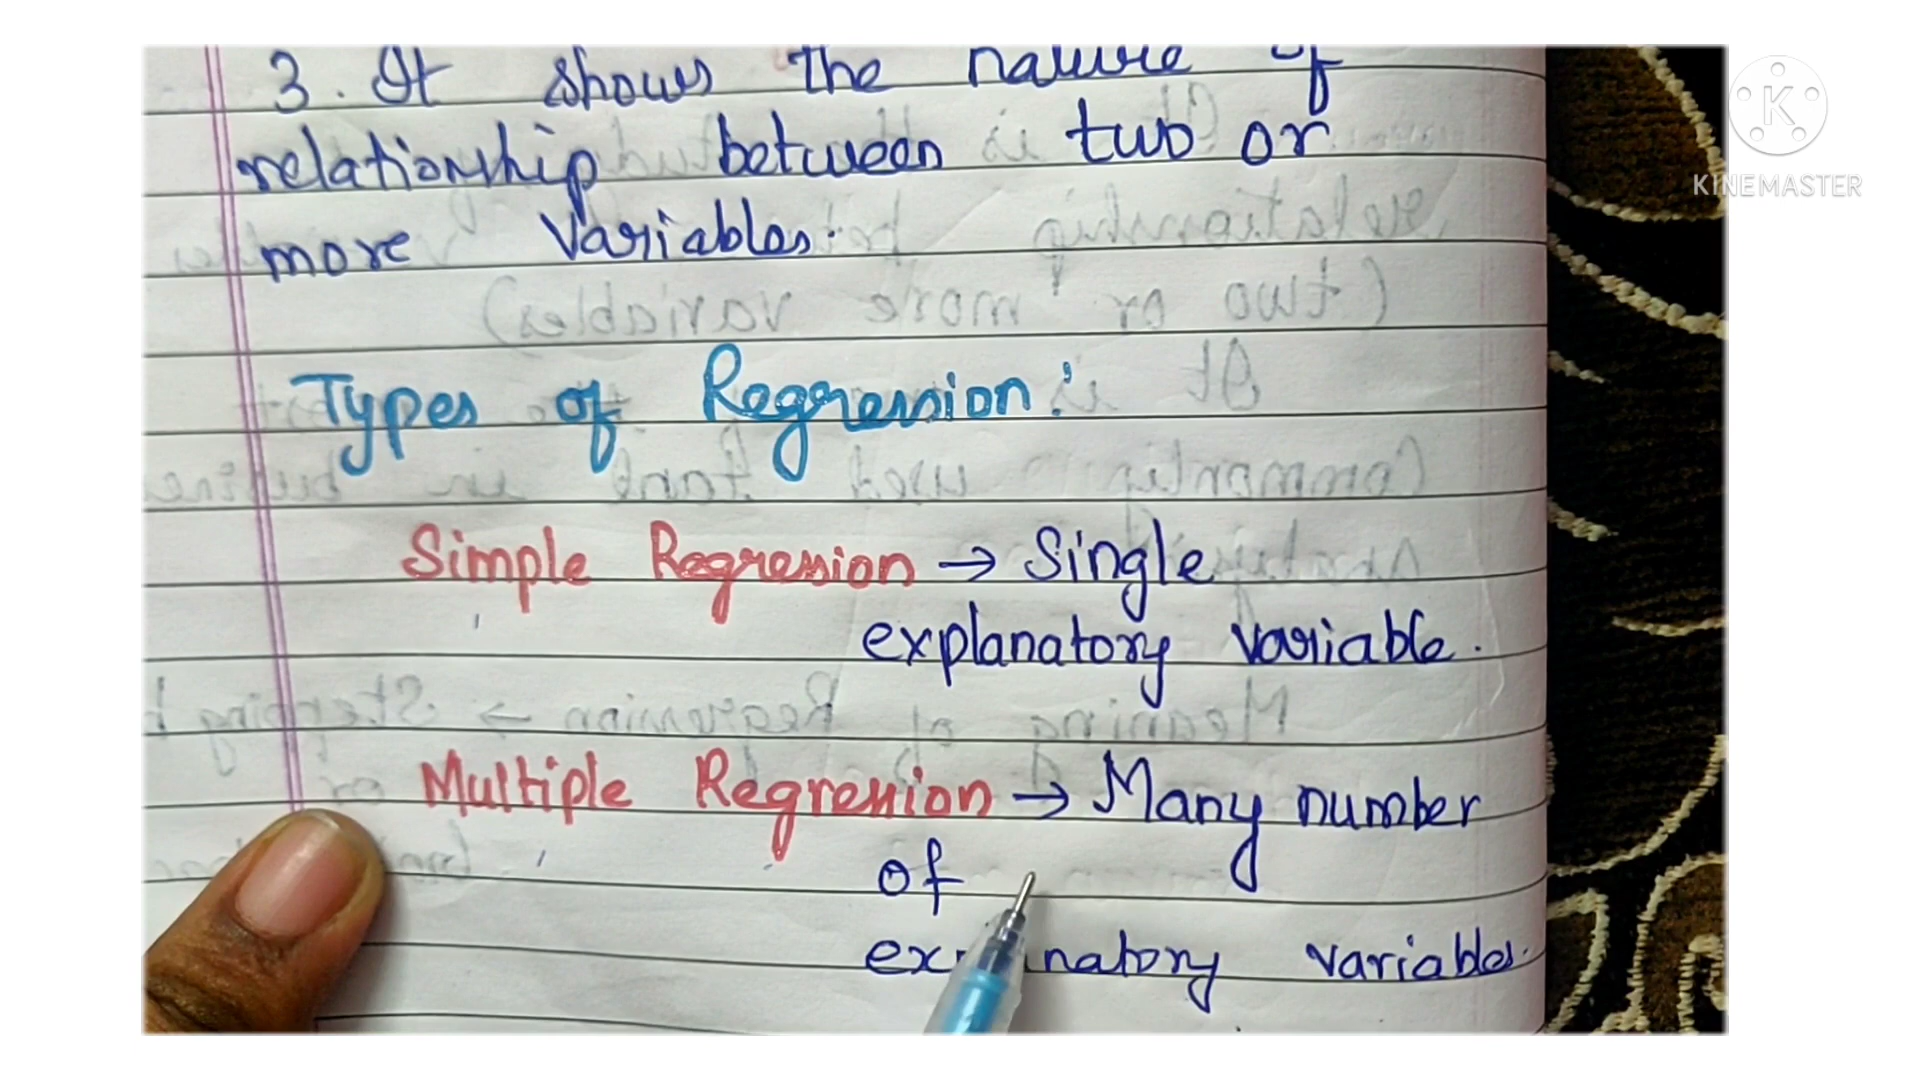 3. It shows the nature of
relationship between two or
more variables.
Types of Regression:
Simple Regression → Single
explanatory variable.
Multiple Regression → Many number
of
explanatory variables.
K
KINEMASTER